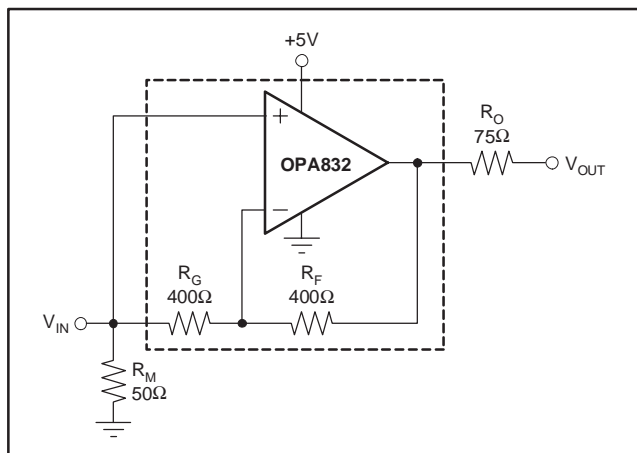 +5V
+
OPA832
−
R_O
75Ω
V_OUT
R_G
400Ω
R_F
400Ω
V_IN
R_M
50Ω